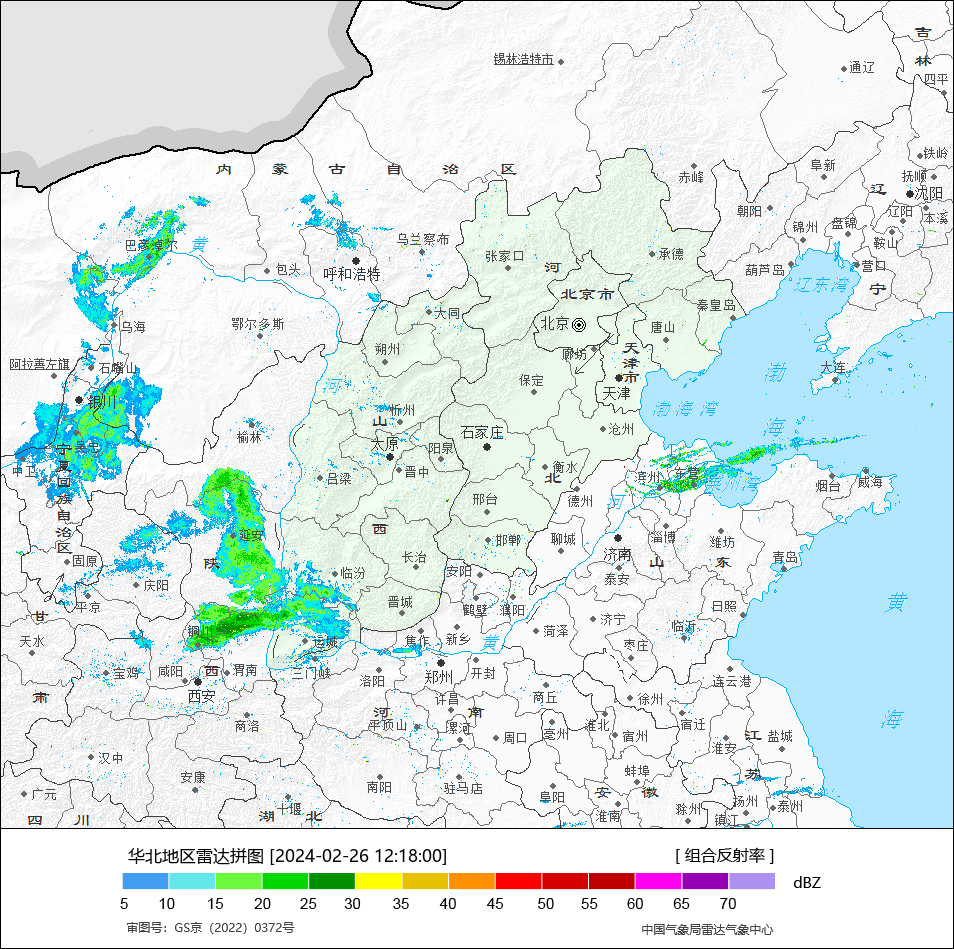 吉
林
锡林浩特市
通辽
四平
内 蒙 古 自 治 区
铁岭
阜新
赤峰
抚顺
辽
沈阳
朝阳
辽阳
本溪
锦州
盘锦
鞍山
巴彦淖尔
黄
乌兰察布
张家口
河
承德
葫芦岛
营口
包头
呼和浩特
辽东湾
宁
北京市
秦皇岛
大同
乌海
鄂尔多斯
北京
唐山
朔州
廊坊
天
津
市
阿拉善左旗
石嘴山
保定
渤
大连
河
天津
银川
忻州
渤海湾
山
海
榆林
太原
阳泉
石家庄
沧州
吴忠
宁
夏
回
族
自
治
区
中卫
晋中
吕梁
衡水
北
滨州
东营
莱州湾
烟台
威海
德州
河
邢台
西
延安
邯郸
聊城
济南
淄博
潍坊
青岛
固原
陕
长治
安阳
山 东
临汾
泰安
庆阳
平凉
晋城
鹤壁
濮阳
日照
黄
甘
铜川
济宁
临沂
天水
运城
焦作
新乡
黄
菏泽
枣庄
宝鸡
咸阳
西
渭南
三门峡
洛阳
郑州
开封
连云港
肃
西安
许昌
商丘
徐州
商洛
河 南
平顶山
漯河
周口
亳州
淮北
宿州
宿迁
海
江
淮安
盐城
汉中
安康
南阳
驻马店
蚌埠
苏
广元
十堰
阜阳
安 徽
滁州
扬州
泰州
四 川
湖 北
淮南
镇江
华北地区雷达拼图 [2024-02-26 12:18:00]
[ 组合反射率 ]
dBZ
5 10 15 20 25 30 35 40 45 50 55 60 65 70
审图号：GS京（2022）0372号
中国气象局雷达气象中心